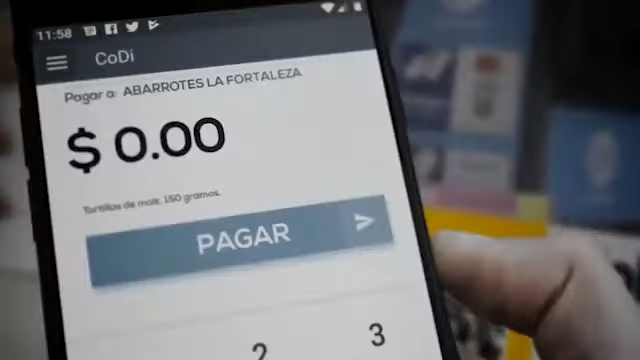 11:58
CoDi
Pagar a: ABARROTES LA FORTALEZA
$ 0.00
Tortillas de maíz, 150 gramos.
PAGAR
2
3